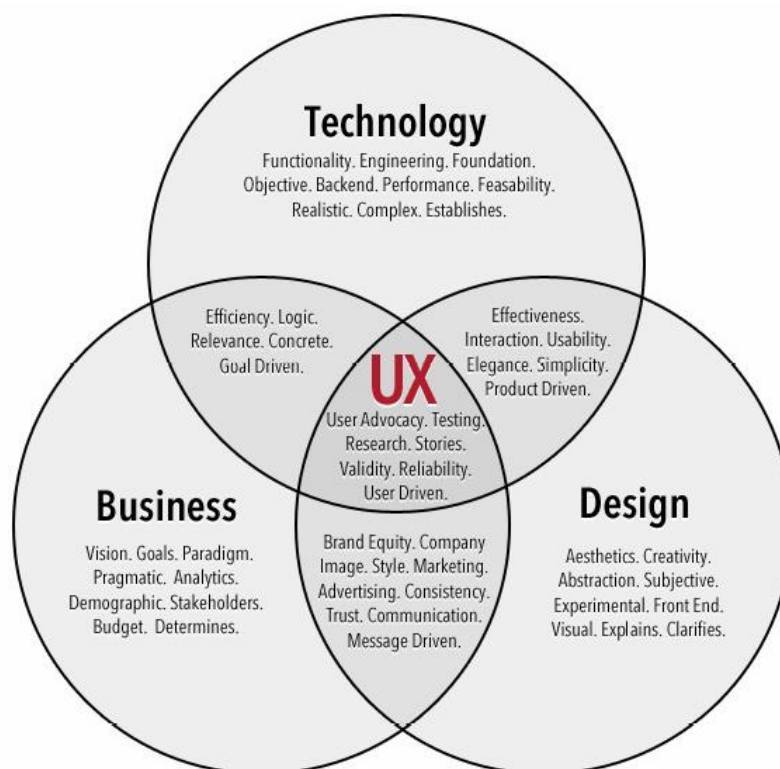 Technology
Functionality. Engineering. Foundation.
Objective. Backend. Performance. Feasability.
Realistic. Complex. Establishes.
Efficiency. Logic.
Relevance. Concrete.
Goal Driven.
Effectiveness.
Interaction. Usability.
Elegance. Simplicity.
Product Driven.
UX
User Advocacy. Testing.
Research. Stories.
Validity. Reliability.
User Driven.
Business
Vision. Goals. Paradigm.
Pragmatic. Analytics.
Demographic. Stakeholders.
Budget. Determines.
Brand Equity. Company
Image. Style. Marketing.
Advertising. Consistency.
Trust. Communication.
Message Driven.
Design
Aesthetics. Creativity.
Abstraction. Subjective.
Experimental. Front End.
Visual. Explains. Clarifies.